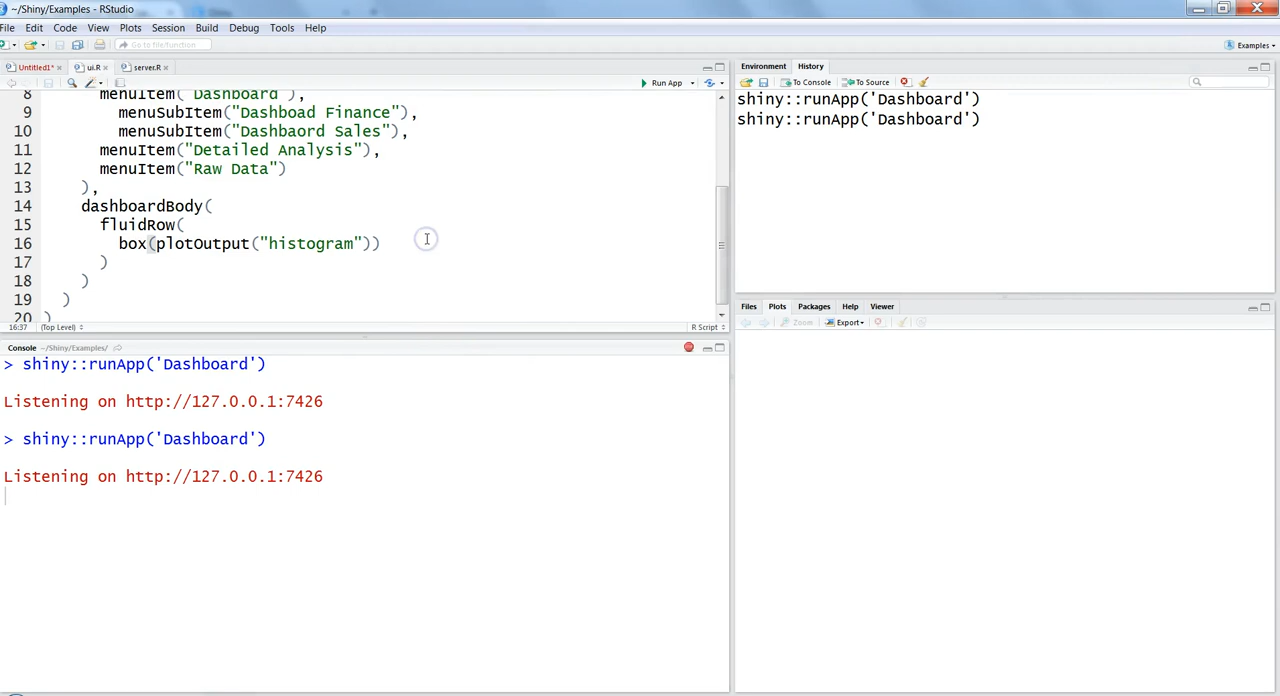 ~/Shiny/Examples - RStudio
File Edit Code View Plots Session Build Debug Tools Help
Go to file/function
Examples
Untitled1* ui.R server.R
Run App
8 menuItem("Dashboard"),
9 menuSubItem("Dashboad Finance"),
10 menuSubItem("Dashbaord Sales"),
11 menuItem("Detailed Analysis"),
12 menuItem("Raw Data")
13 ),
14 dashboardBody(
15 fluidRow(
16 box(plotOutput("histogram"))
17 )
18 )
19 )
20 )
16:37 (Top Level) R Script
Console ~/Shiny/Examples/
> shiny::runApp('Dashboard')
Listening on http://127.0.0.1:7426
> shiny::runApp('Dashboard')
Listening on http://127.0.0.1:7426
Environment History
To Console To Source
shiny::runApp('Dashboard')
shiny::runApp('Dashboard')
Files Plots Packages Help Viewer
Zoom Export